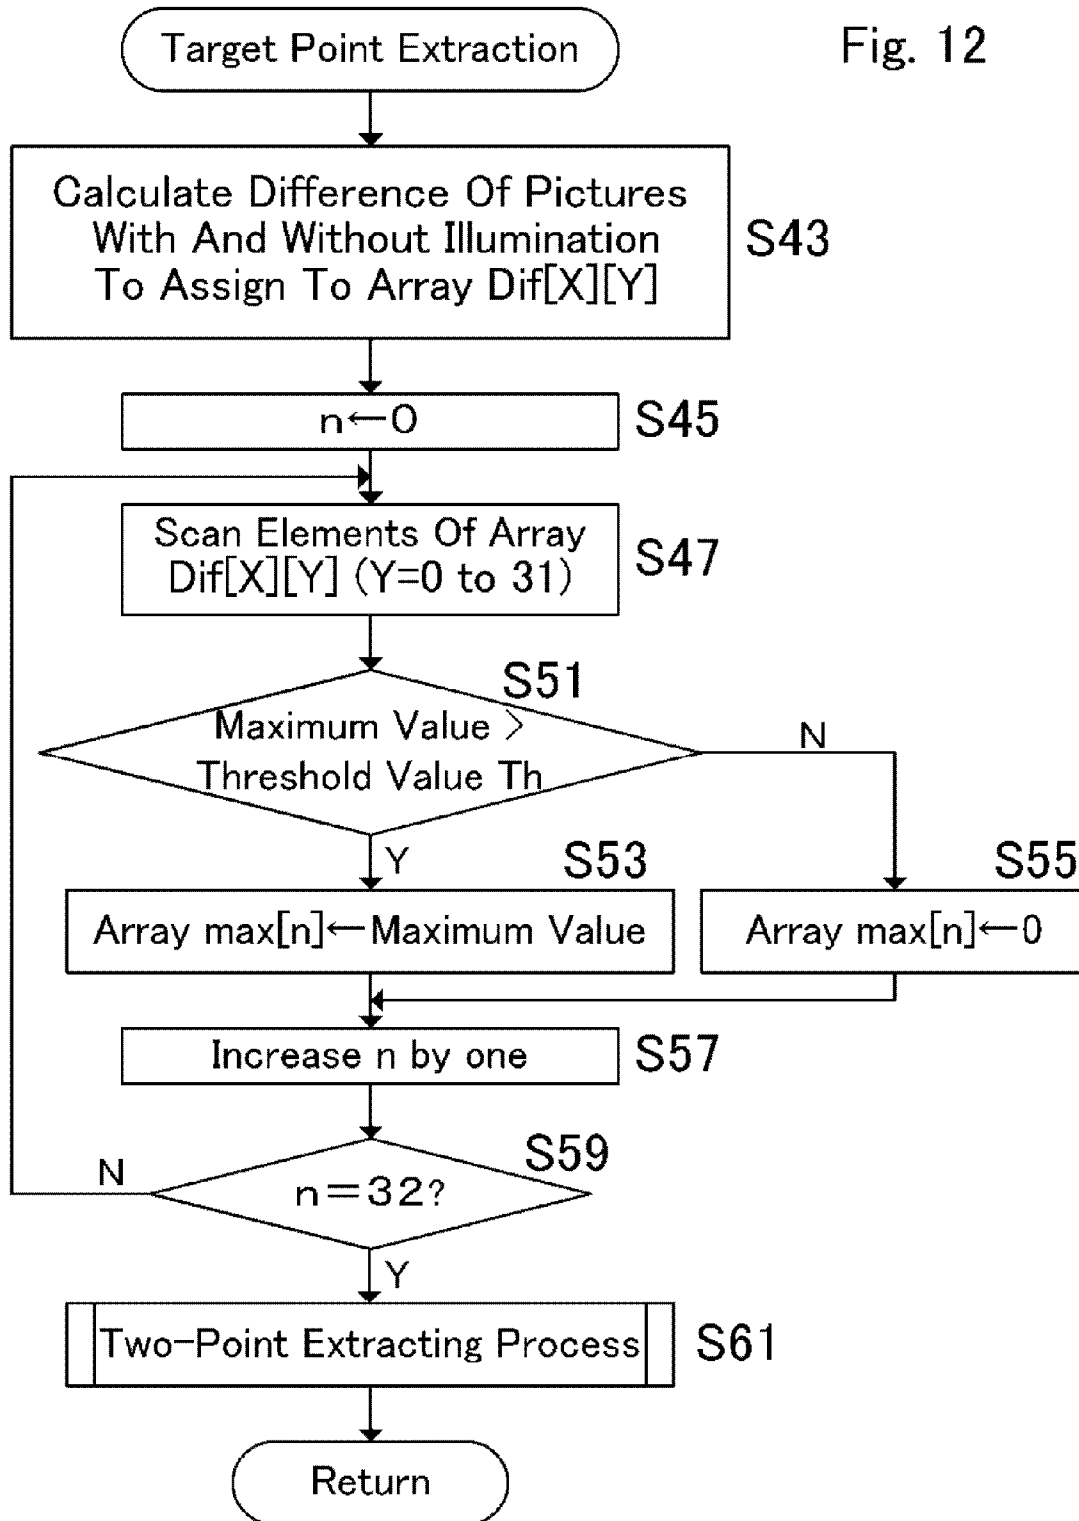 Fig. 12
Target Point Extraction
Calculate Difference Of Pictures
With And Without Illumination
To Assign To Array Dif[X][Y]
S43
n←0
S45
Scan Elements Of Array
Dif[X][Y] (Y=0 to 31)
S47
S51
Maximum Value >
Threshold Value Th
N
Y
S53
Array max[n]←Maximum Value
S55
Array max[n]←0
Increase n by one
S57
S59
n=32?
N
Y
Two-Point Extracting Process
S61
Return